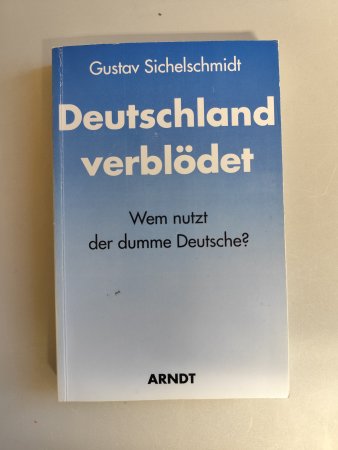 Gustav Sichelschmidt
Deutschland
verblödet
Wem nutzt
der dumme Deutsche?
ARNDT